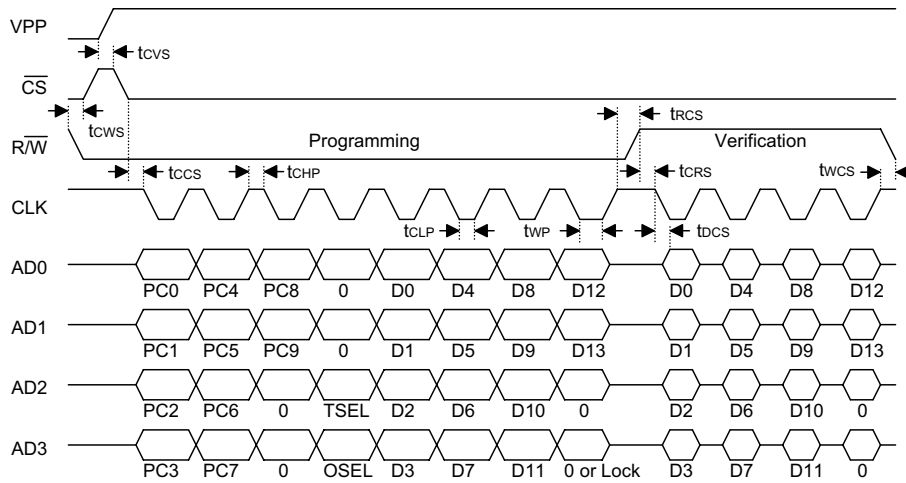 VPP
tCVS
CS
tCWS
tRCS
R/W
Programming
Verification
tCCS
tCHP
tCRS
tWCS
CLK
tCLP
tWP
tDCS
AD0
PC0 PC4 PC8 0 D0 D4 D8 D12 D0 D4 D8 D12
AD1
PC1 PC5 PC9 0 D1 D5 D9 D13 D1 D5 D9 D13
AD2
PC2 PC6 0 TSEL D2 D6 D10 0 D2 D6 D10 0
AD3
PC3 PC7 0 OSEL D3 D7 D11 0 or Lock D3 D7 D11 0